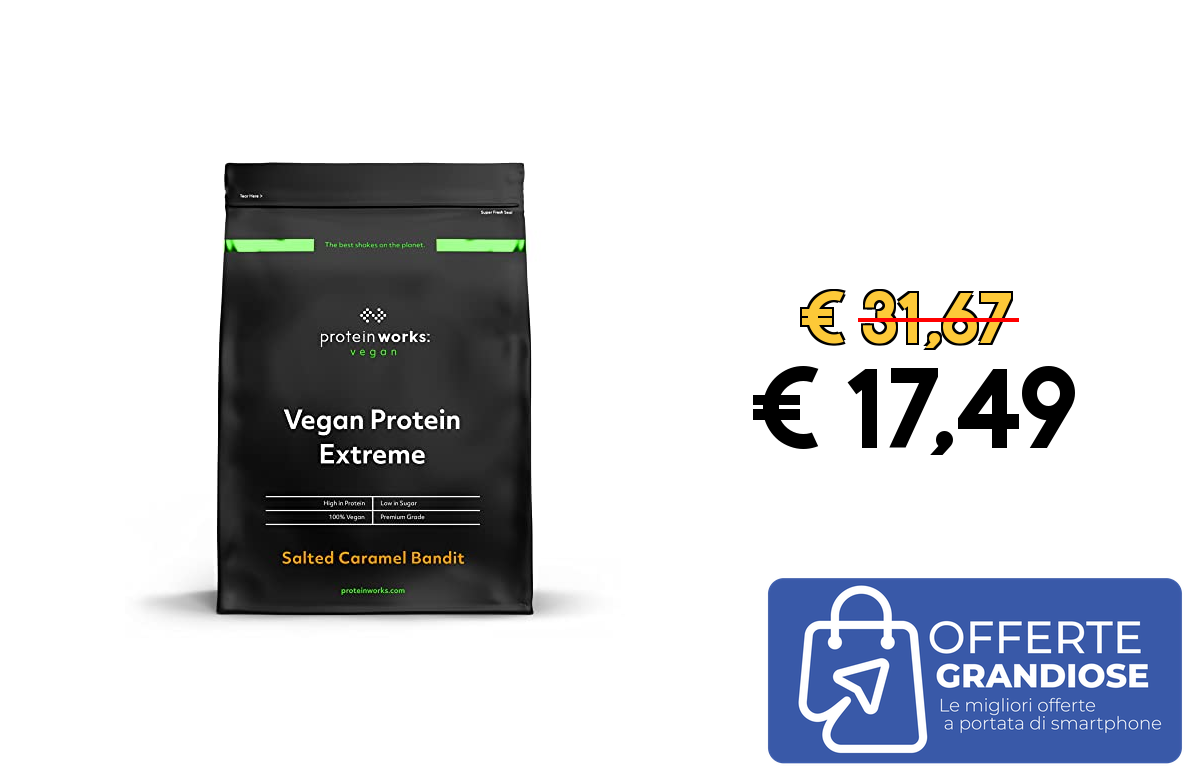 Tear Here >
Super Fresh Seal
The best shakes on the planet.
protein works:
vegan
Vegan Protein
Extreme
High in Protein Low in Sugar
100% Vegan Premium Grade
Salted Caramel Bandit
proteinworks.com
€ 31,67
€ 17,49
OFFERTE
GRANDIOSE
Le migliori offerte
a portata di smartphone